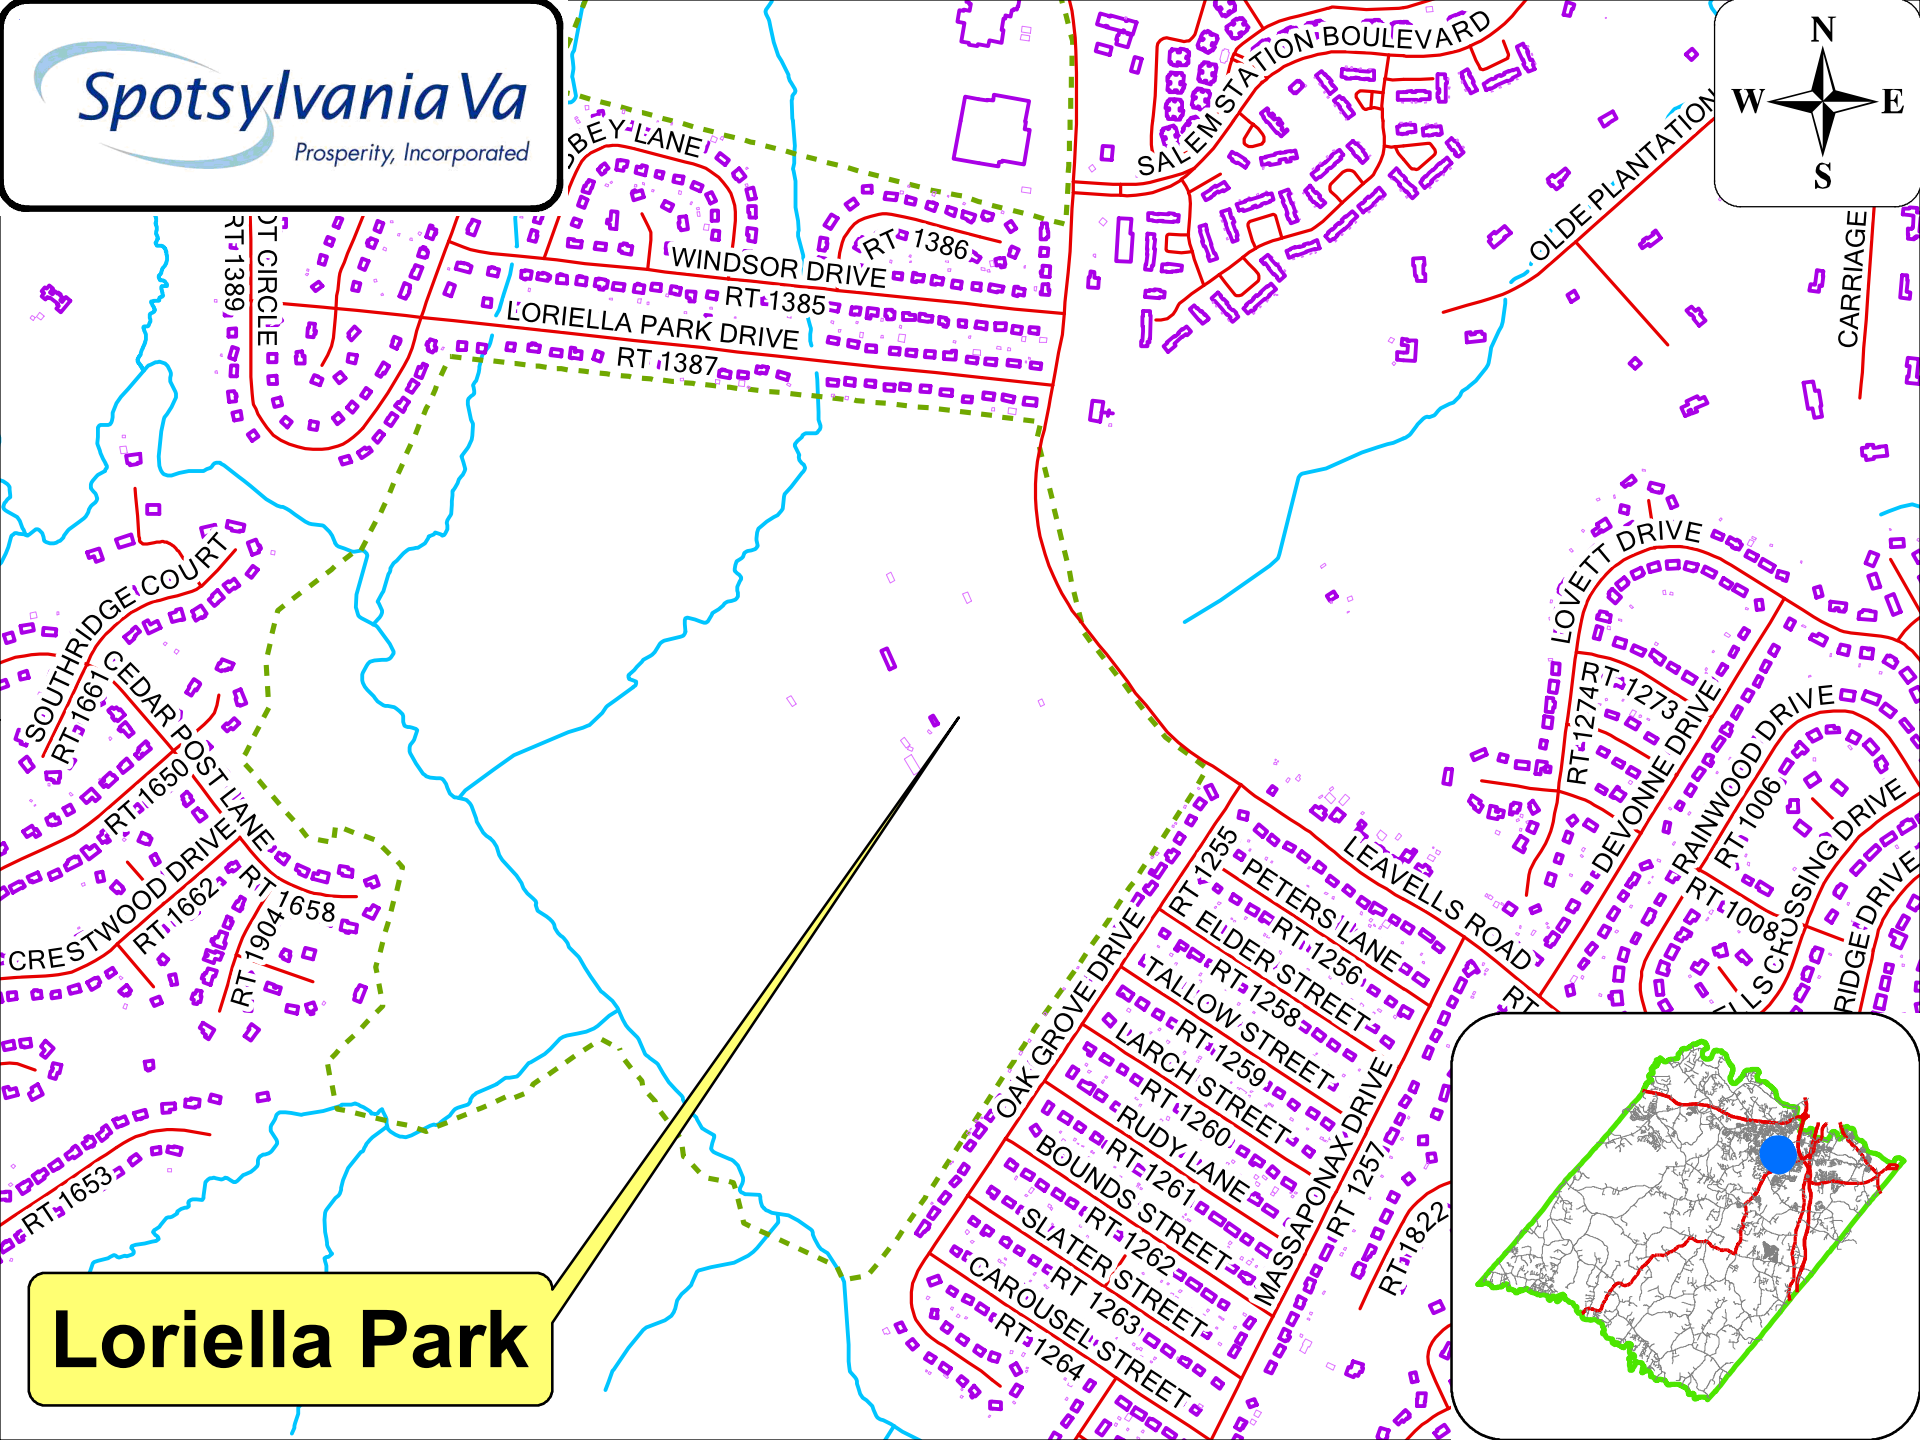 Spotsylvania Va
Prosperity, Incorporated
N
W
E
S
SALEM STATION BOULEVARD
OLDE PLANTATION
CARRIAGE
BEY LANE
RT 1386
WINDSOR DRIVE
RT 1385
LORIELLA PARK DRIVE
RT 1387
RT 1389
OT CIRCLE
SOUTHRIDGE COURT
RT 1661
CEDAR POST LANE
RT 1650
CRESTWOOD DRIVE
RT 1662
RT 1658
RT 1904
RT 1653
LOVETT DRIVE
RT 1273
RT 1274
DEVONNE DRIVE
RAINWOOD DRIVE
RT 1006
RT 1008
LLS CROSSING DRIVE
RIDGE DRIVE
LEAVELLS ROAD
RT
RT 1255
PETERS LANE
RT 1256
ELDER STREET
RT 1258
TALLOW STREET
RT 1259
LARCH STREET
RT 1260
RUDY LANE
RT 1261
BOUNDS STREET
RT 1262
SLATER STREET
RT 1263
CAROUSEL STREET
RT 1264
OAK GROVE DRIVE
MASSAPONAX DRIVE
RT 1257
RT 1822
Loriella Park